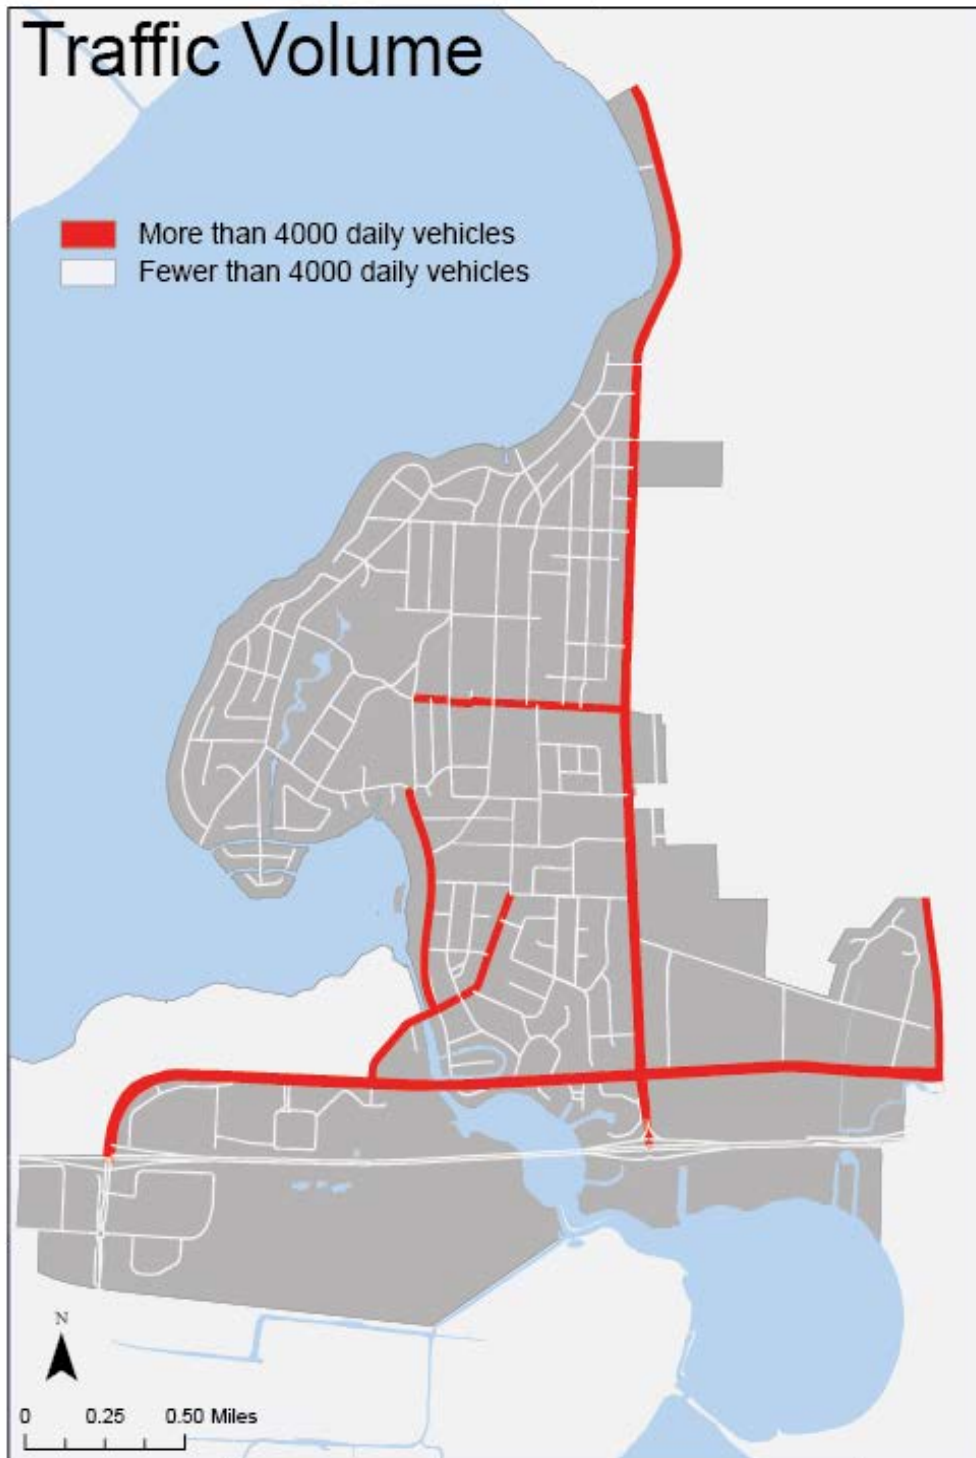 Traffic Volume
More than 4000 daily vehicles
Fewer than 4000 daily vehicles
N
0 0.25 0.50 Miles